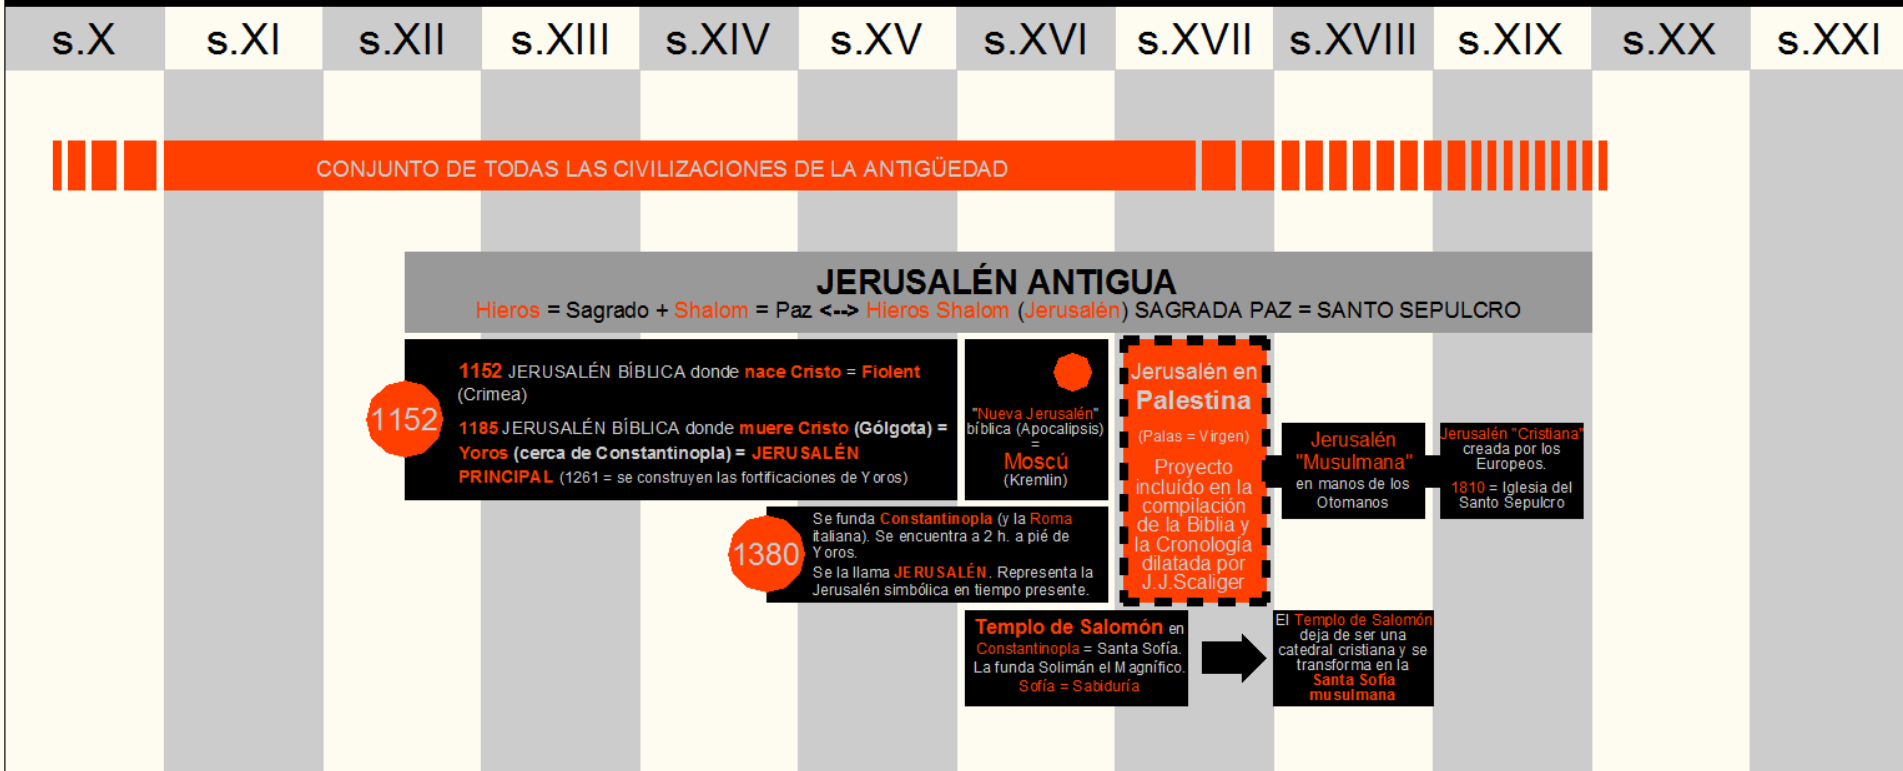 s.X s.XI s.XII s.XIII s.XIV s.XV s.XVI s.XVII s.XVIII s.XIX s.XX s.XXI
CONJUNTO DE TODAS LAS CIVILIZACIONES DE LA ANTIGÜEDAD
JERUSALÉN ANTIGUA
Hieros = Sagrado + Shalom = Paz <--> Hieros Shalom (Jerusalén) SAGRADA PAZ = SANTO SEPULCRO
1152
1152 JERUSALÉN BÍBLICA donde nace Cristo = Fiolent
(Crimea)
1185 JERUSALÉN BÍBLICA donde muere Cristo (Gólgota) =
Yoros (cerca de Constantinopla) = JERUSALÉN
PRINCIPAL (1261 = se construyen las fortificaciones de Yoros)
"Nueva Jerusalén"
bíblica (Apocalipsis)
=
Moscú
(Kremlin)
Jerusalén en
Palestina
(Palas = Virgen)
Proyecto
incluído en la
compilación
de la Biblia y
la Cronología
dilatada por
J.J.Scaliger
Jerusalén
"Musulmana"
en manos de los
Otomanos
Jerusalén "Cristiana"
creada por los
Europeos.
1810 = Iglesia del
Santo Sepulcro
1380
Se funda Constantinopla (y la Roma
italiana). Se encuentra a 2 h. a pié de
Yoros.
Se la llama JERUSALÉN. Representa la
Jerusalén simbólica en tiempo presente.
Templo de Salomón en
Constantinopla = Santa Sofía.
La funda Solimán el Magnífico.
Sofía = Sabiduría
El Templo de Salomón
deja de ser una
catedral cristiana y se
transforma en la
Santa Sofía
musulmana